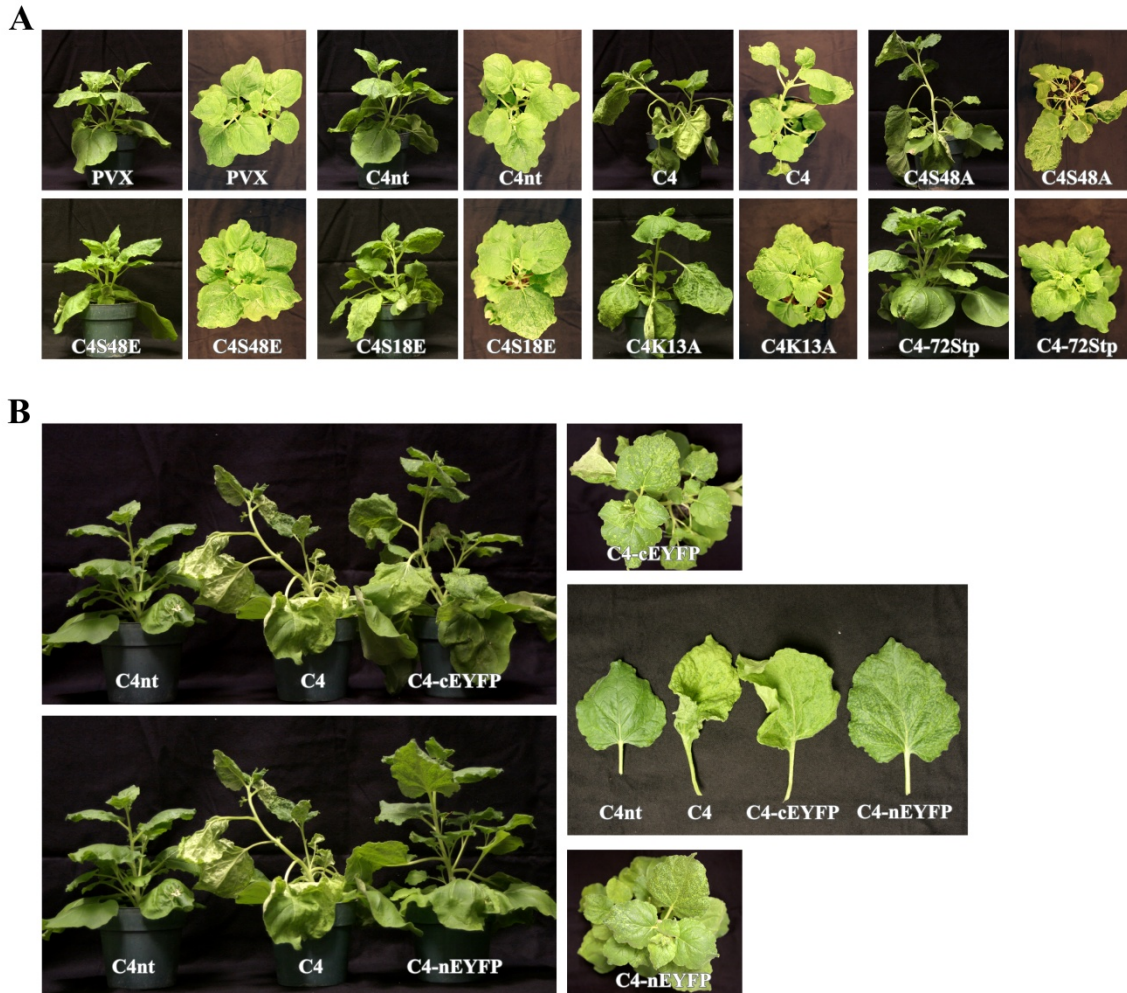 A
PVX
PVX
C4nt
C4nt
C4
C4
C4S48A
C4S48A
C4S48E
C4S48E
C4S18E
C4S18E
C4K13A
C4K13A
C4-72Stp
C4-72Stp
B
C4nt
C4
C4-cEYFP
C4-cEYFP
C4nt
C4
C4-cEYFP
C4-nEYFP
C4nt
C4
C4-nEYFP
C4-nEYFP